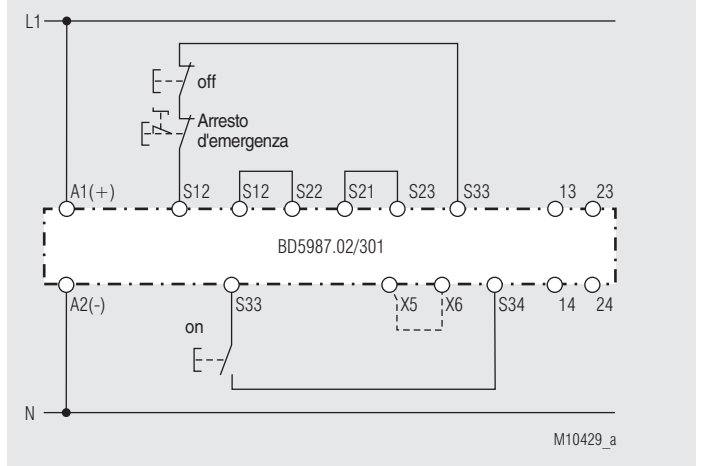 L1
off
Arresto
d'emergenza
A1(+) S12 S12 S22 S21 S23 S33 13 23
BD5987.02/301
A2(-) S33 X5 X6 S34 14 24
on
N
M10429_a